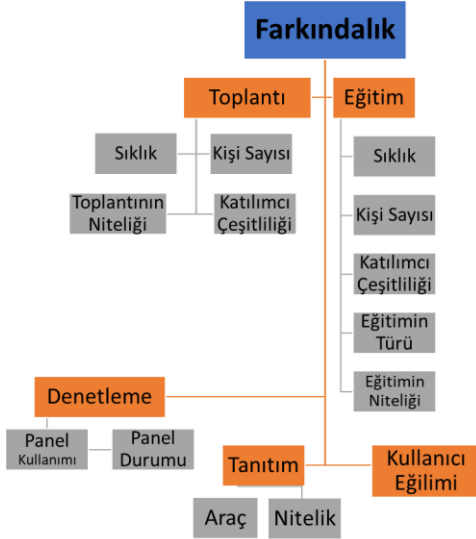 Farkındalık
Toplantı
Eğitim
Sıklık
Kişi Sayısı
Toplantının
Niteliği
Katılımcı
Çeşitliliği
Sıklık
Kişi Sayısı
Katılımcı
Çeşitliliği
Eğitimin
Türü
Eğitimin
Niteliği
Denetleme
Panel
Kullanımı
Panel
Durumu
Tanıtım
Araç
Nitelik
Kullanıcı
Eğilimi